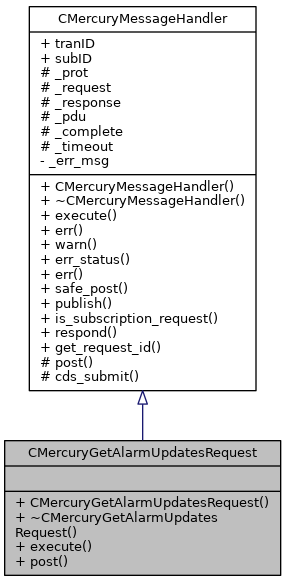 CMercuryMessageHandler
+ tranID
+ subID
# _prot
# _request
# _response
# _pdu
# _complete
# _timeout
- _err_msg
+ CMercuryMessageHandler()
+ ~CMercuryMessageHandler()
+ execute()
+ err()
+ warn()
+ err_status()
+ err()
+ safe_post()
+ publish()
+ is_subscription_request()
+ respond()
+ get_request_id()
# post()
# cds_submit()
CMercuryGetAlarmUpdatesRequest
+ CMercuryGetAlarmUpdatesRequest()
+ ~CMercuryGetAlarmUpdates
Request()
+ execute()
+ post()